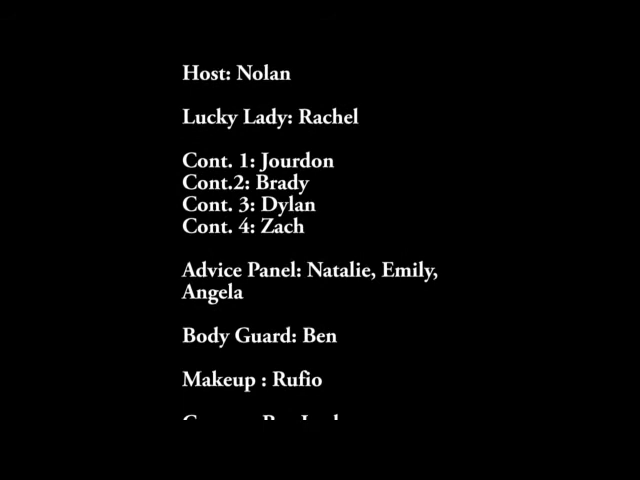 Host: Nolan
Lucky Lady: Rachel
Cont. 1: Jourdon
Cont.2: Brady
Cont. 3: Dylan
Cont. 4: Zach
Advice Panel: Natalie, Emily,
Angela
Body Guard: Ben
Makeup : Rufio